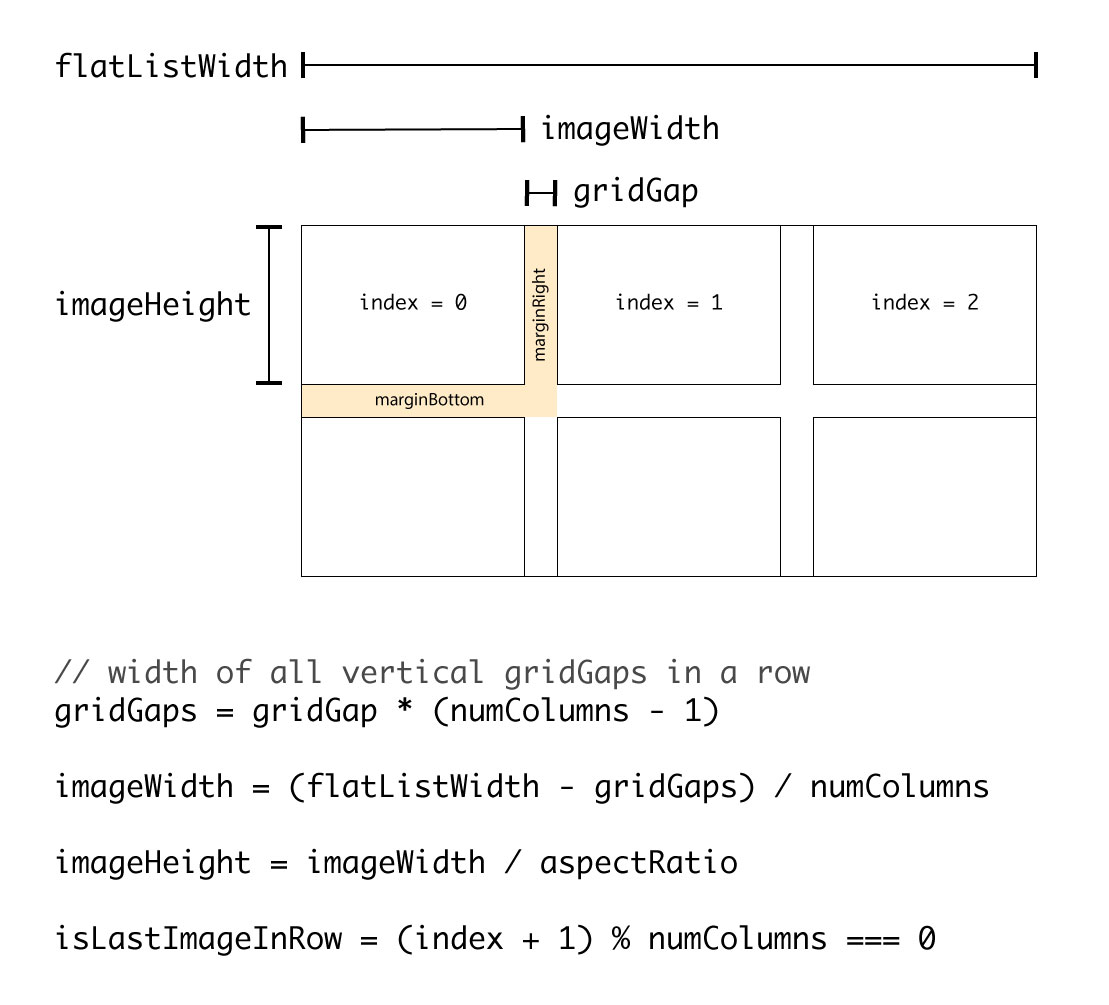 flatListWidth
imageWidth
gridGap
imageHeight
index = 0
marginRight
index = 1
index = 2
marginBottom
// width of all vertical gridGaps in a row
gridGaps = gridGap * (numColumns - 1)
imageWidth = (flatListWidth - gridGaps) / numColumns
imageHeight = imageWidth / aspectRatio
isLastImageInRow = (index + 1) % numColumns === 0